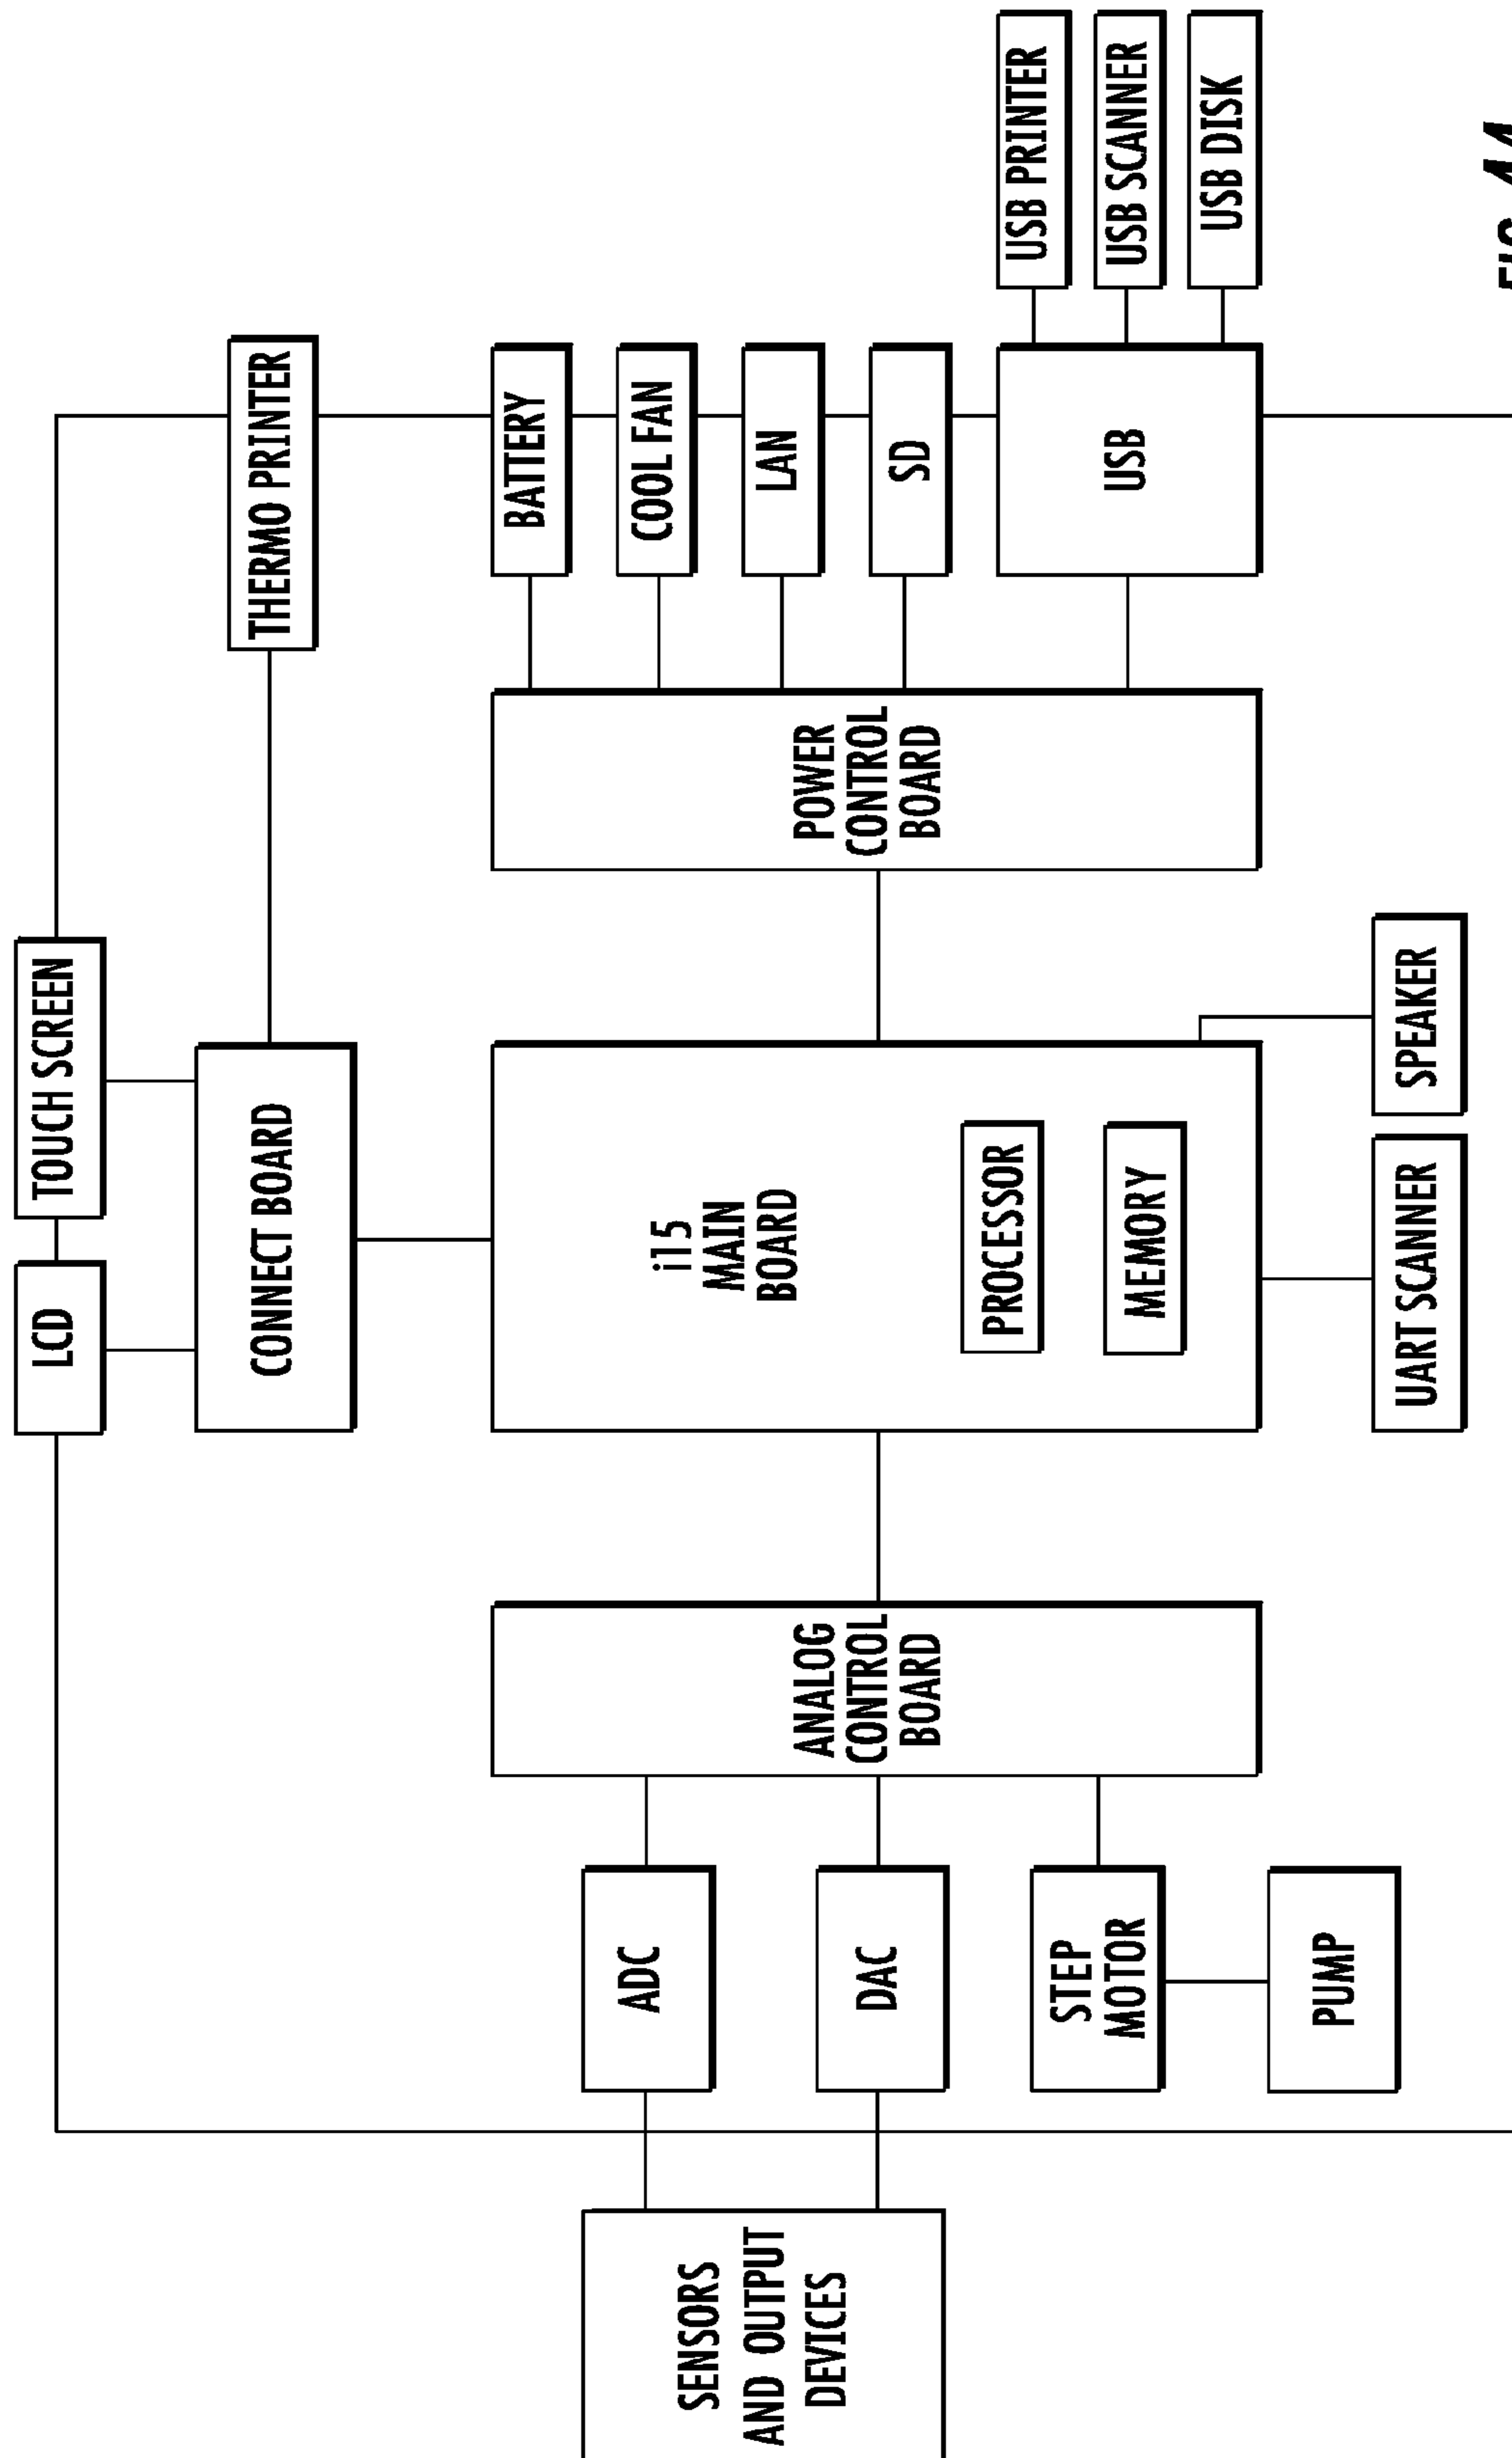 LCD
TOUCH SCREEN
CONNECT BOARD
THERMO PRINTER
SENSORS
AND OUTPUT
DEVICES
ADC
DAC
STEP
MOTOR
PUMP
ANALOG
CONTROL
BOARD
i15
MAIN
BOARD
PROCESSOR
MEMORY
UART SCANNER
SPEAKER
POWER
CONTROL
BOARD
BATTERY
COOL FAN
LAN
SD
USB
USB PRINTER
USB SCANNER
USB DISK